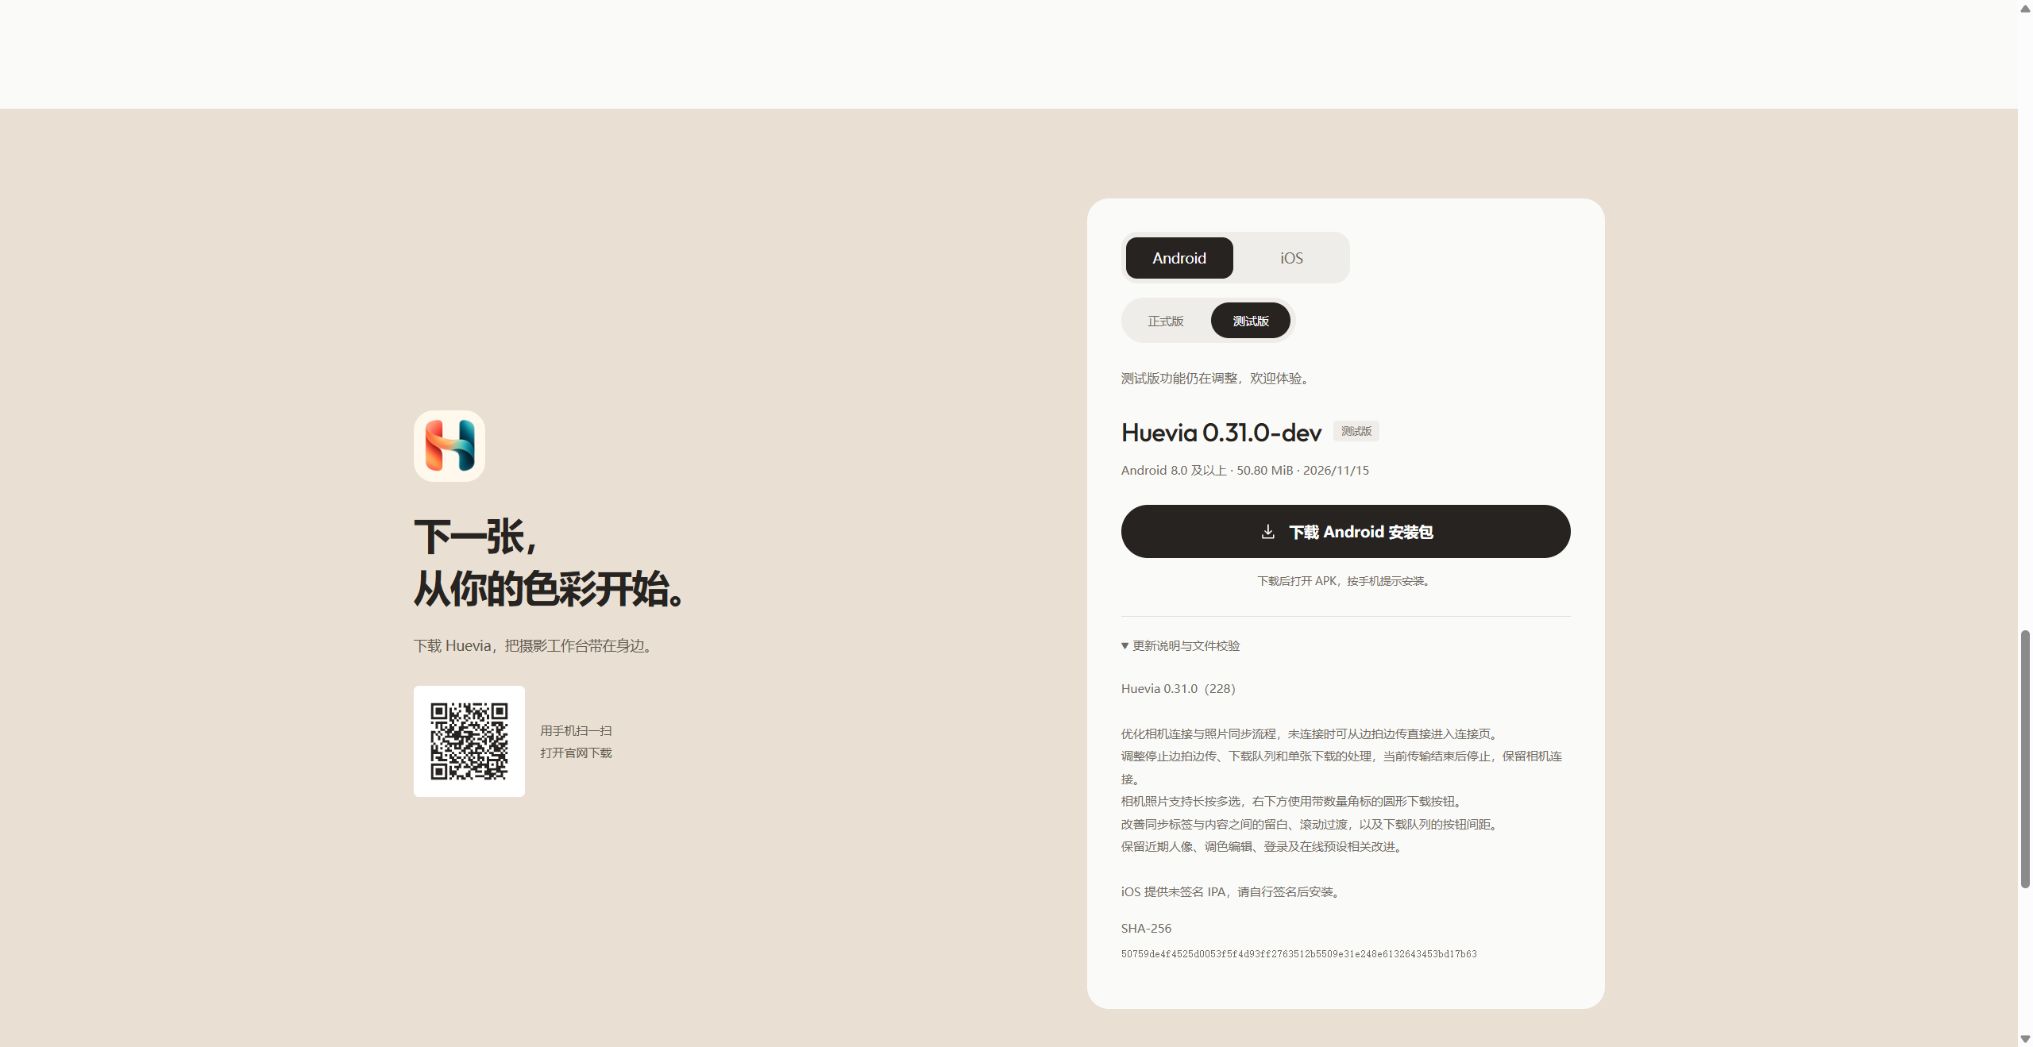 下一张，
从你的色彩开始。
下载 Huevia，把摄影工作台带在身边。
用手机扫一扫
打开官网下载
Android
iOS
正式版
测试版
测试版功能仍在调整，欢迎体验。
Huevia 0.31.0-dev 测试版
Android 8.0 及以上 · 50.80 MiB · 2026/11/15
下载 Android 安装包
下载后打开 APK，按手机提示安装。
▼ 更新说明与文件校验
Huevia 0.31.0（228）
优化相机连接与照片同步流程，未连接时可从边拍边传直接进入连接页。
调整停止边拍边传、下载队列和单张下载的处理，当前传输结束后停止，保留相机连
接。
相机照片支持长按多选，右下方使用带数量角标的圆形下载按钮。
改善同步标签与内容之间的留白、滚动过渡，以及下载队列的按钮间距。
保留近期人像、调色编辑、登录及在线预设相关改进。
iOS 提供未签名 IPA，请自行签名后安装。
SHA-256
50759de4f4525d0053f5f4d93ff2763512b5509e31e248e6132643453bd17b63